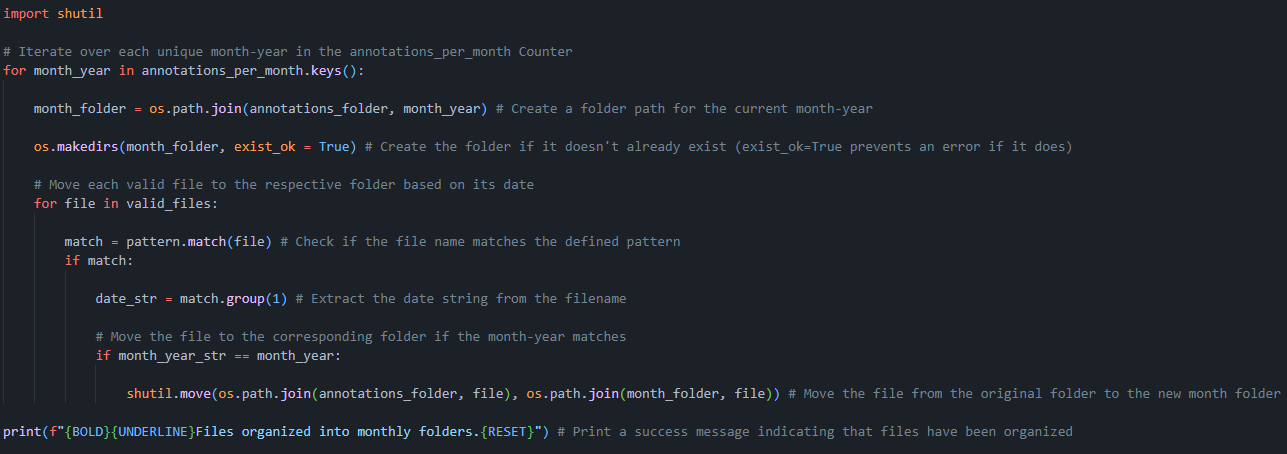 import shutil
# Iterate over each unique month-year in the annotations_per_month Counter
for month_year in annotations_per_month.keys():
month_folder = os.path.join(annotations_folder, month_year) # Create a folder path for the current month-year
os.makedirs(month_folder, exist_ok = True) # Create the folder if it doesn't already exist (exist_ok=True prevents an error if it does)
# Move each valid file to the respective folder based on its date
for file in valid_files:
match = pattern.match(file) # Check if the file name matches the defined pattern
if match:
date_str = match.group(1) # Extract the date string from the filename
# Move the file to the corresponding folder if the month-year matches
if month_year_str == month_year:
shutil.move(os.path.join(annotations_folder, file), os.path.join(month_folder, file)) # Move the file from the original folder to the new month folder
print(f"{BOLD}{UNDERLINE}Files organized into monthly folders.{RESET}") # Print a success message indicating that files have been organized